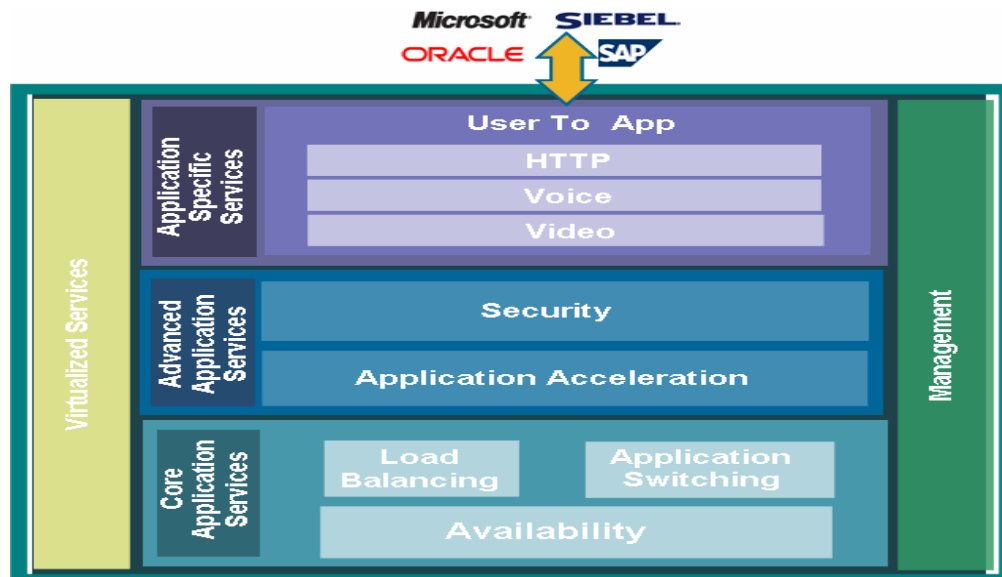 Microsoft SIEBEL.
ORACLE SAP
Virtualized Services
Application
Specific
Services
User To App
HTTP
Voice
Video
Advanced
Application
Services
Security
Application Acceleration
Core
Application
Services
Load
Balancing
Application
Switching
Availability
Management